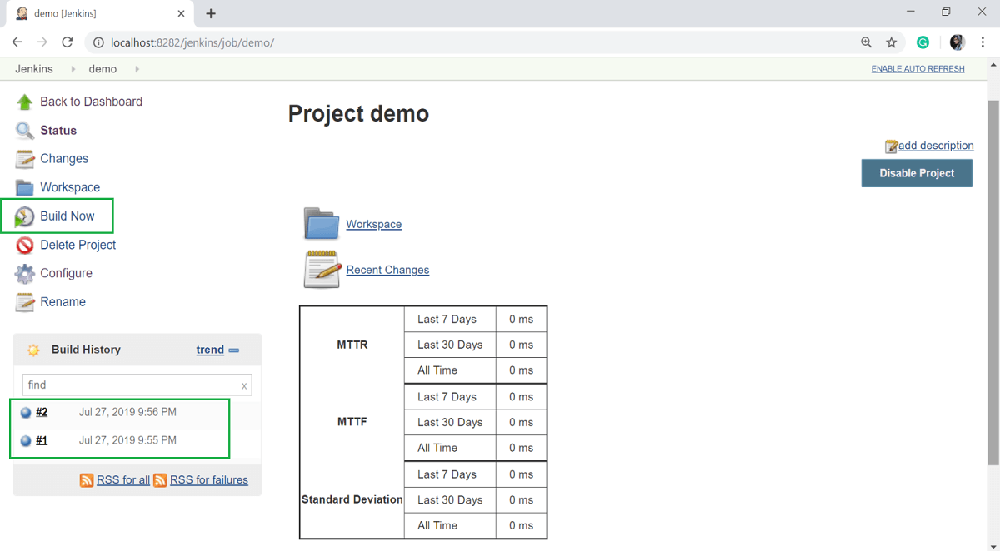 demo [Jenkins]
localhost:8282/jenkins/job/demo/
Jenkins demo ENABLE AUTO REFRESH
Back to Dashboard
Status
Changes
Workspace
Build Now
Delete Project
Configure
Rename
Build History trend
find x
#2 Jul 27, 2019 9:56 PM
#1 Jul 27, 2019 9:55 PM
RSS for all RSS for failures
Project demo
add description
Disable Project
Workspace
Recent Changes
MTTR
Last 7 Days 0 ms
Last 30 Days 0 ms
All Time 0 ms
MTTF
Last 7 Days 0 ms
Last 30 Days 0 ms
All Time 0 ms
Standard Deviation
Last 7 Days 0 ms
Last 30 Days 0 ms
All Time 0 ms